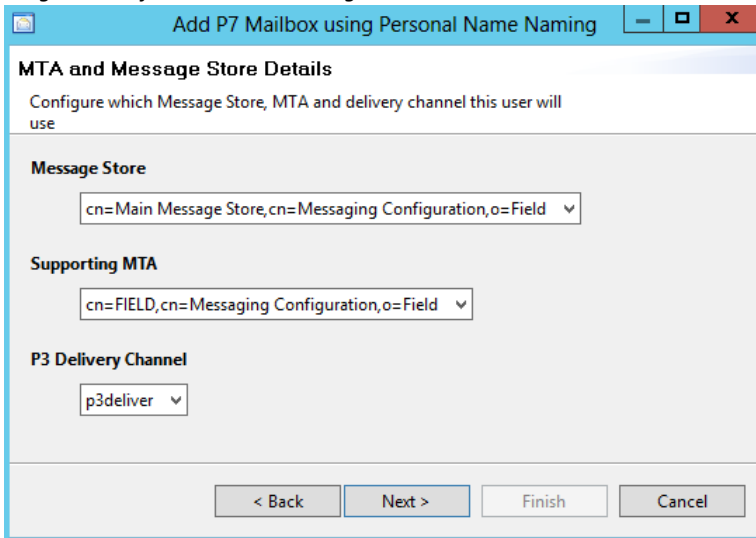 Add P7 Mailbox using Personal Name Naming
MTA and Message Store Details
Configure which Message Store, MTA and delivery channel this user will
use
Message Store
cn=Main Message Store,cn=Messaging Configuration,o=Field
Supporting MTA
cn=FIELD,cn=Messaging Configuration,o=Field
P3 Delivery Channel
p3deliver
< Back Next > Finish Cancel